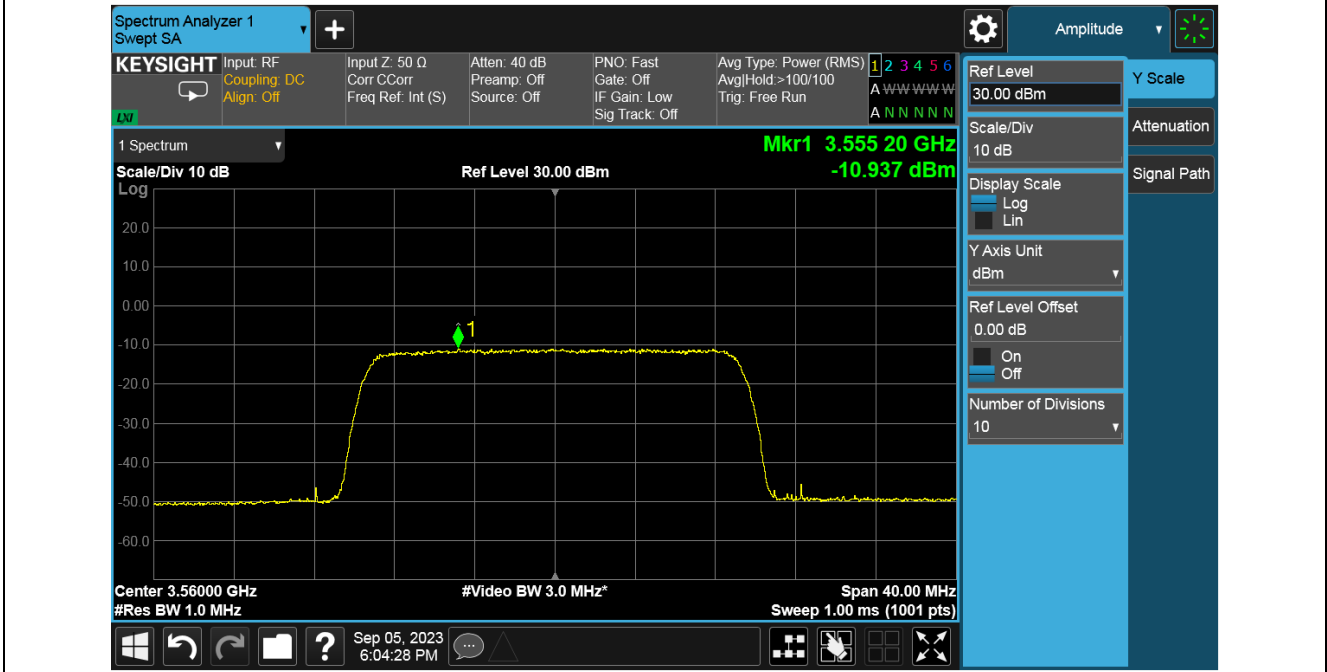 Spectrum Analyzer 1
Swept SA
+
Amplitude
KEYSIGHT
LXI
Input: RF
Coupling: DC
Align: Off
Input Z: 50 Ω
Corr CCorr
Freq Ref: Int (S)
Atten: 40 dB
Preamp: Off
Source: Off
PNO: Fast
Gate: Off
IF Gain: Low
Sig Track: Off
Avg Type: Power (RMS)
Avg|Hold:>100/100
Trig: Free Run
1 2 3 4 5 6
A W W W W W
A N N N N N
1 Spectrum
Mkr1 3.555 20 GHz
-10.937 dBm
Scale/Div 10 dB
Ref Level 30.00 dBm
Log
20.0
10.0
0.00
-10.0
-20.0
-30.0
-40.0
-50.0
-60.0
1
Center 3.56000 GHz
#Video BW 3.0 MHz*
Span 40.00 MHz
#Res BW 1.0 MHz
Sweep 1.00 ms (1001 pts)
Ref Level
30.00 dBm
Scale/Div
10 dB
Display Scale
Log
Lin
Y Axis Unit
dBm
Ref Level Offset
0.00 dB
On
Off
Number of Divisions
10
Y Scale
Attenuation
Signal Path
?
Sep 05, 2023
6:04:28 PM